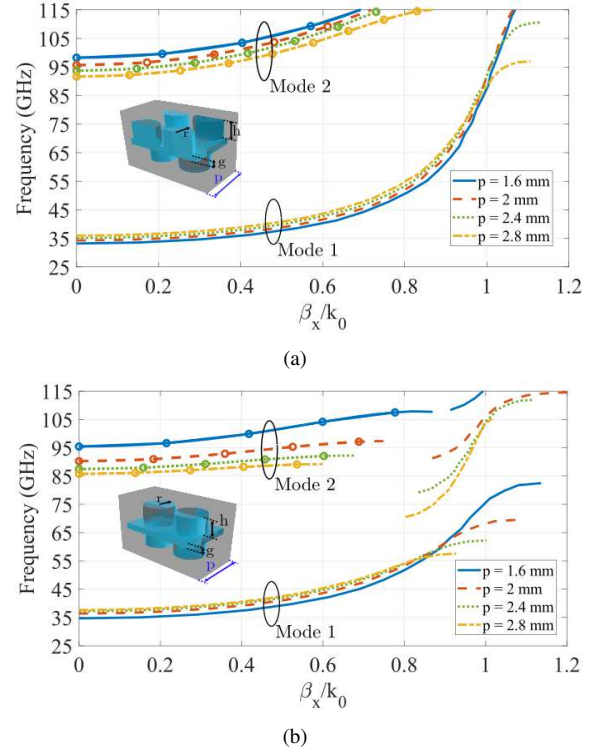 115
105
95
85
75
65
55
45
35
25
Frequency (GHz)
Mode 2
r
h
g
p
p = 1.6 mm
p = 2 mm
p = 2.4 mm
p = 2.8 mm
Mode 1
0 0.2 0.4 0.6 0.8 1 1.2
βₓ/k₀
(a)
115
105
95
85
75
65
55
45
35
25
Frequency (GHz)
Mode 2
r
h
g
p
p = 1.6 mm
p = 2 mm
p = 2.4 mm
p = 2.8 mm
Mode 1
0 0.2 0.4 0.6 0.8 1 1.2
βₓ/k₀
(b)